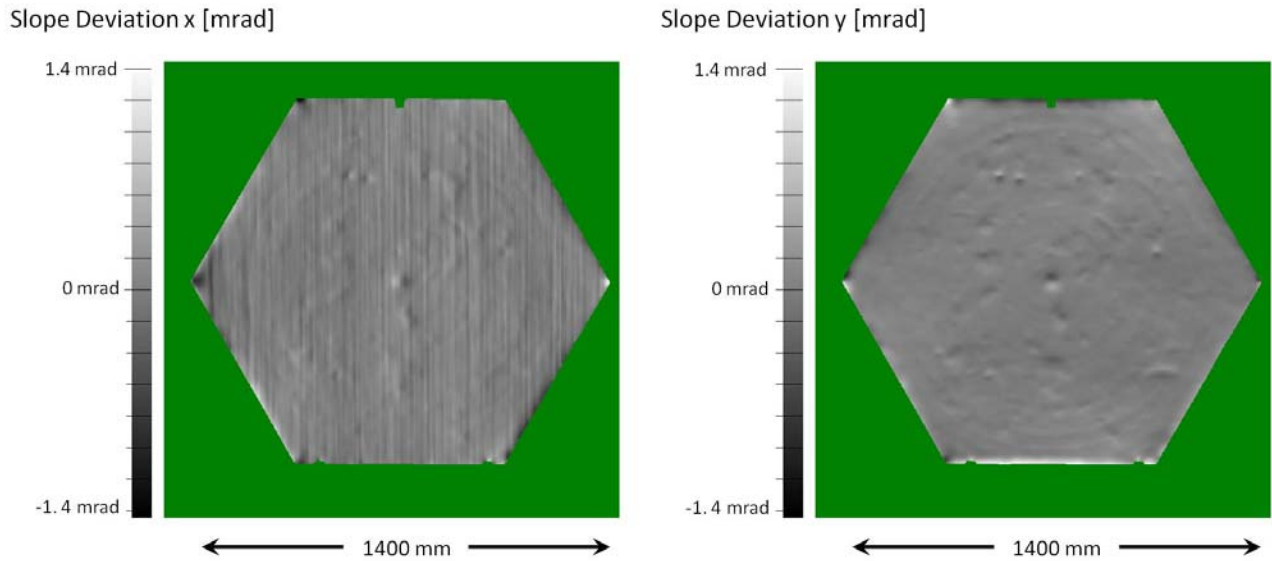 Slope Deviation x [mrad]
1.4 mrad
0 mrad
-1. 4 mrad
1400 mm
Slope Deviation y [mrad]
1.4 mrad
0 mrad
-1. 4 mrad
1400 mm